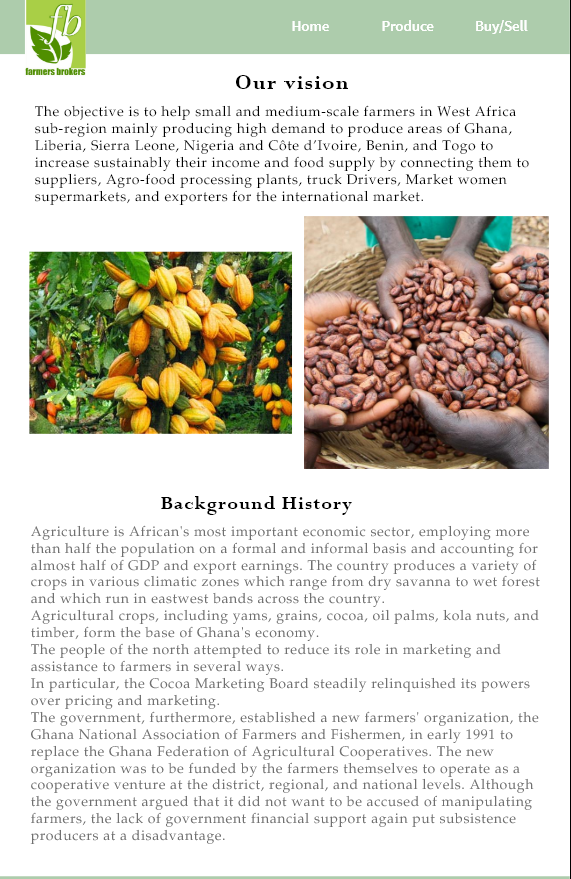 fb
farmers brokers
Home Produce Buy/Sell
Our vision
The objective is to help small and medium-scale farmers in West Africa
sub-region mainly producing high demand to produce areas of Ghana,
Liberia, Sierra Leone, Nigeria and Côte d’Ivoire, Benin, and Togo to
increase sustainably their income and food supply by connecting them to
suppliers, Agro-food processing plants, truck Drivers, Market women
supermarkets, and exporters for the international market.
Background History
Agriculture is African's most important economic sector, employing more
than half the population on a formal and informal basis and accounting for
almost half of GDP and export earnings. The country produces a variety of
crops in various climatic zones which range from dry savanna to wet forest
and which run in eastwest bands across the country.
Agricultural crops, including yams, grains, cocoa, oil palms, kola nuts, and
timber, form the base of Ghana's economy.
The people of the north attempted to reduce its role in marketing and
assistance to farmers in several ways.
In particular, the Cocoa Marketing Board steadily relinquished its powers
over pricing and marketing.
The government, furthermore, established a new farmers' organization, the
Ghana National Association of Farmers and Fishermen, in early 1991 to
replace the Ghana Federation of Agricultural Cooperatives. The new
organization was to be funded by the farmers themselves to operate as a
cooperative venture at the district, regional, and national levels. Although
the government argued that it did not want to be accused of manipulating
farmers, the lack of government financial support again put subsistence
producers at a disadvantage.